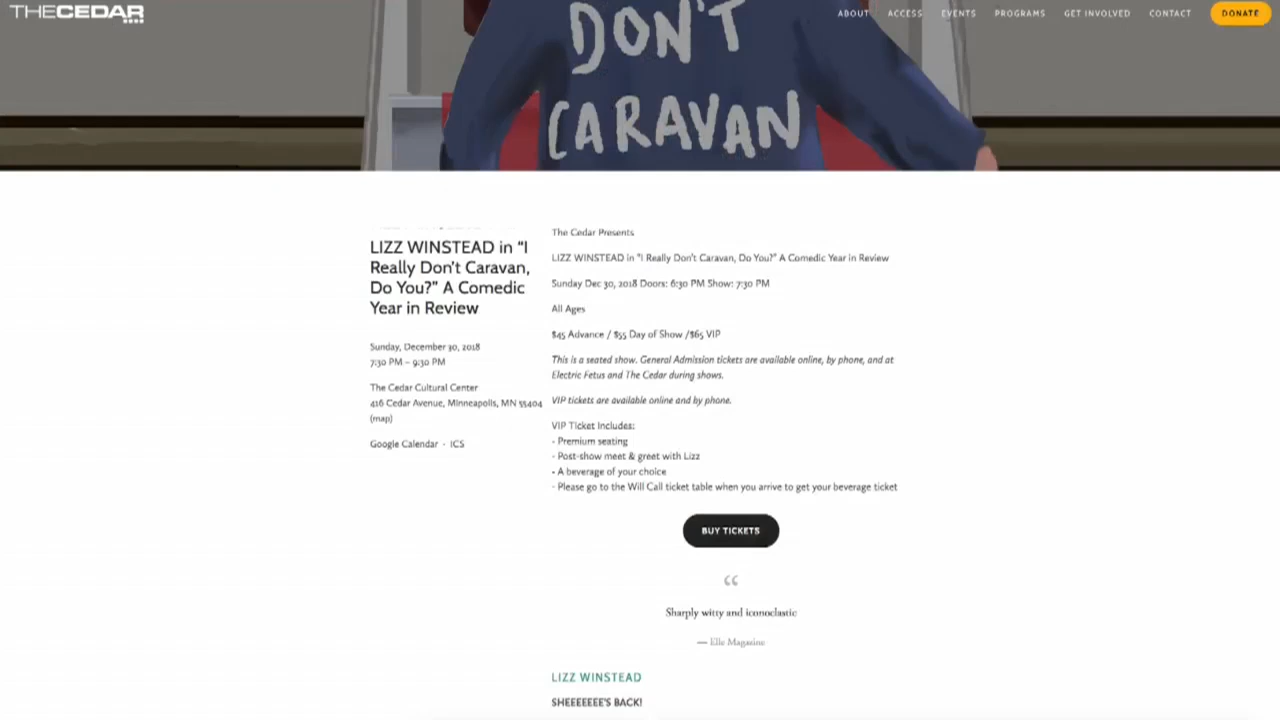 THECEDAR
ABOUT ACCESS EVENTS PROGRAMS GET INVOLVED CONTACT DONATE
DON'T
CARAVAN
LIZZ WINSTEAD in "I
Really Don't Caravan,
Do You?" A Comedic
Year in Review
Sunday, December 30, 2018
7:30 PM – 9:30 PM
The Cedar Cultural Center
416 Cedar Avenue, Minneapolis, MN 55404
(map)
Google Calendar · ICS
The Cedar Presents
LIZZ WINSTEAD in "I Really Don't Caravan, Do You?" A Comedic Year in Review
Sunday Dec 30, 2018 Doors: 6:30 PM Show: 7:30 PM
All Ages
$45 Advance / $55 Day of Show /$65 VIP
This is a seated show. General Admission tickets are available online, by phone, and at
Electric Fetus and The Cedar during shows.
VIP tickets are available online and by phone.
VIP Ticket Includes:
- Premium seating
- Post-show meet & greet with Lizz
- A beverage of your choice
- Please go to the Will Call ticket table when you arrive to get your beverage ticket
BUY TICKETS
“
Sharply witty and iconoclastic
— Elle Magazine
LIZZ WINSTEAD
SHEEEEEE'S BACK!